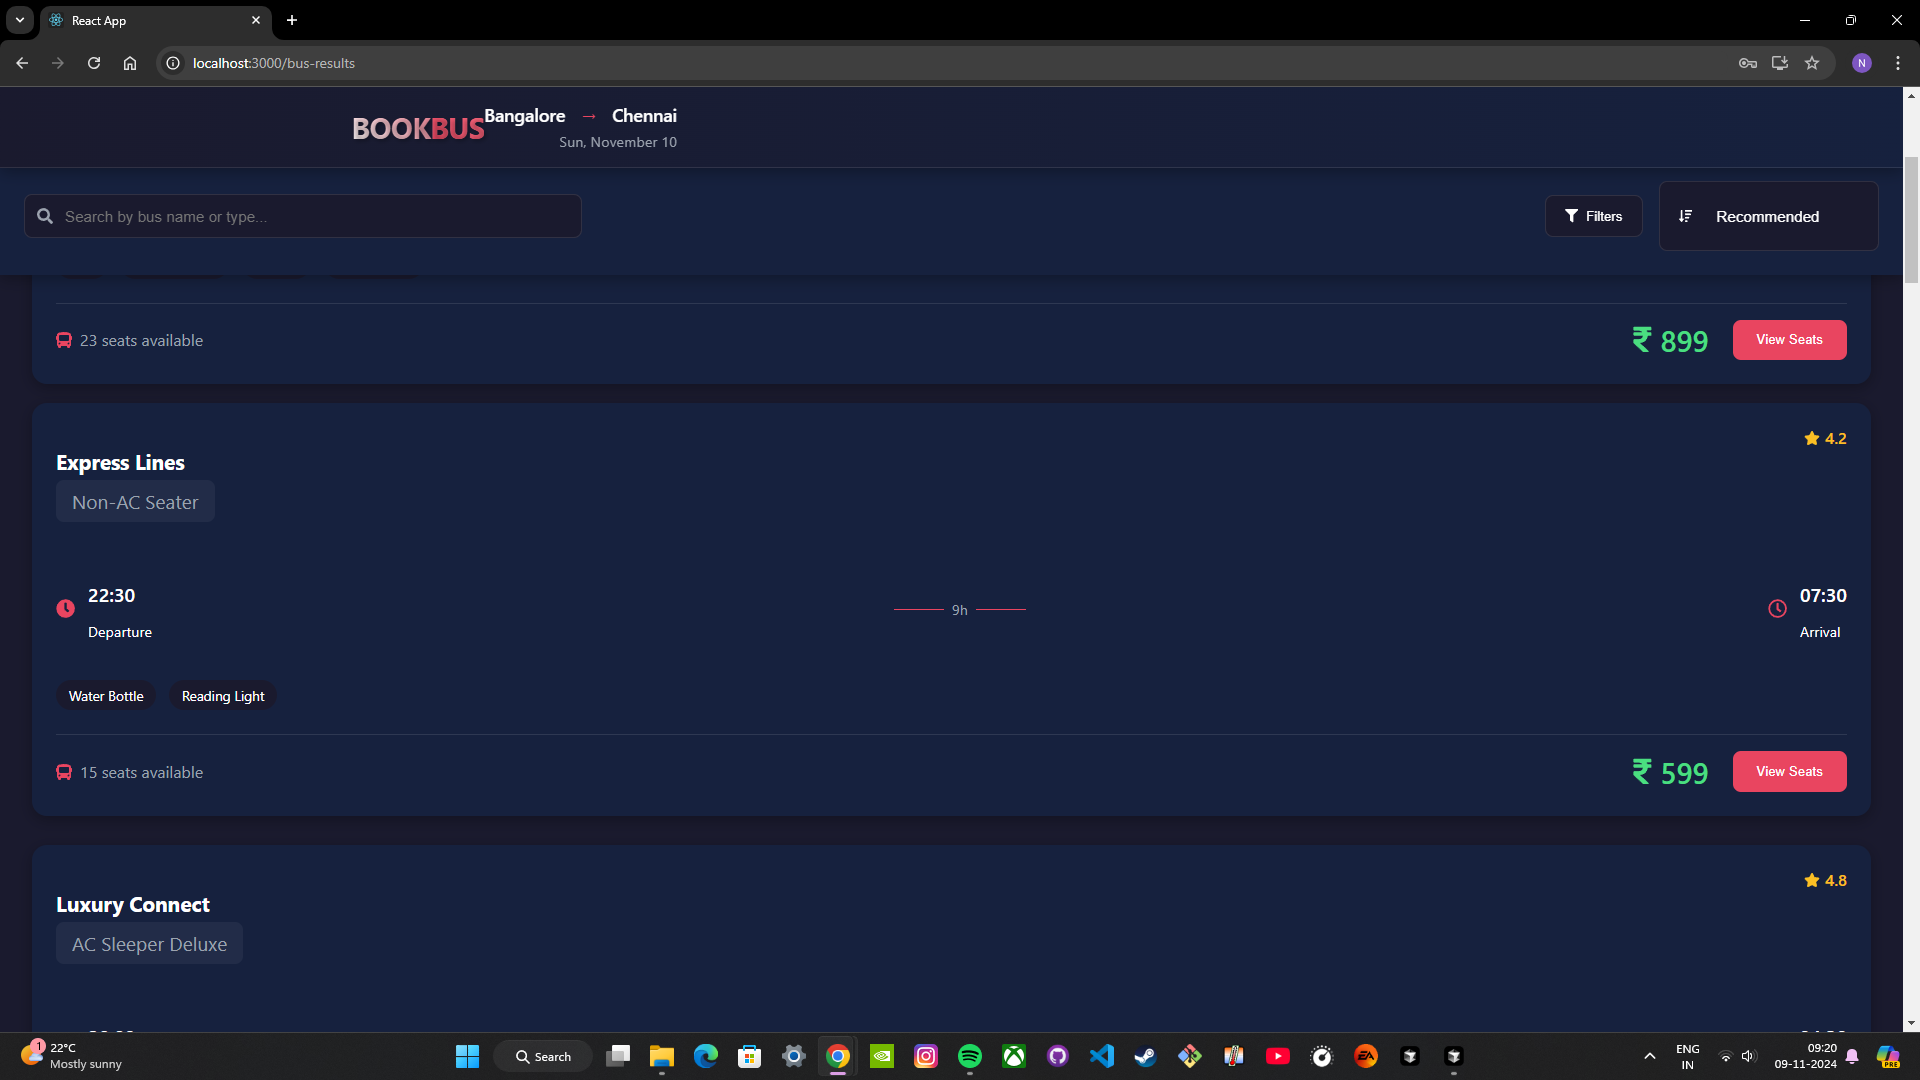 React App
localhost:3000/bus-results
N
BOOKBUS
Bangalore → Chennai
Sun, November 10
Search by bus name or type...
Filters
Recommended
23 seats available
₹ 899
View Seats
4.2
Express Lines
Non-AC Seater
22:30
Departure
9h
07:30
Arrival
Water Bottle
Reading Light
15 seats available
₹ 599
View Seats
4.8
Luxury Connect
AC Sleeper Deluxe
1
22°C
Mostly sunny
Search
EA
ENG
IN
09:20
09-11-2024
PRE